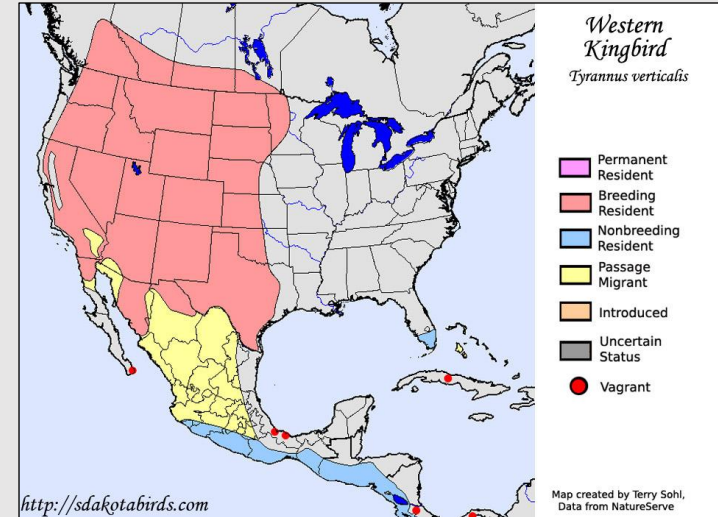 Western
Kingbird
Tyrannus verticalis
Permanent
Resident
Breeding
Resident
Nonbreeding
Resident
Passage
Migrant
Introduced
Uncertain
Status
Vagrant
http://sdakotabirds.com
Map created by Terry Sohl,
Data from NatureServe